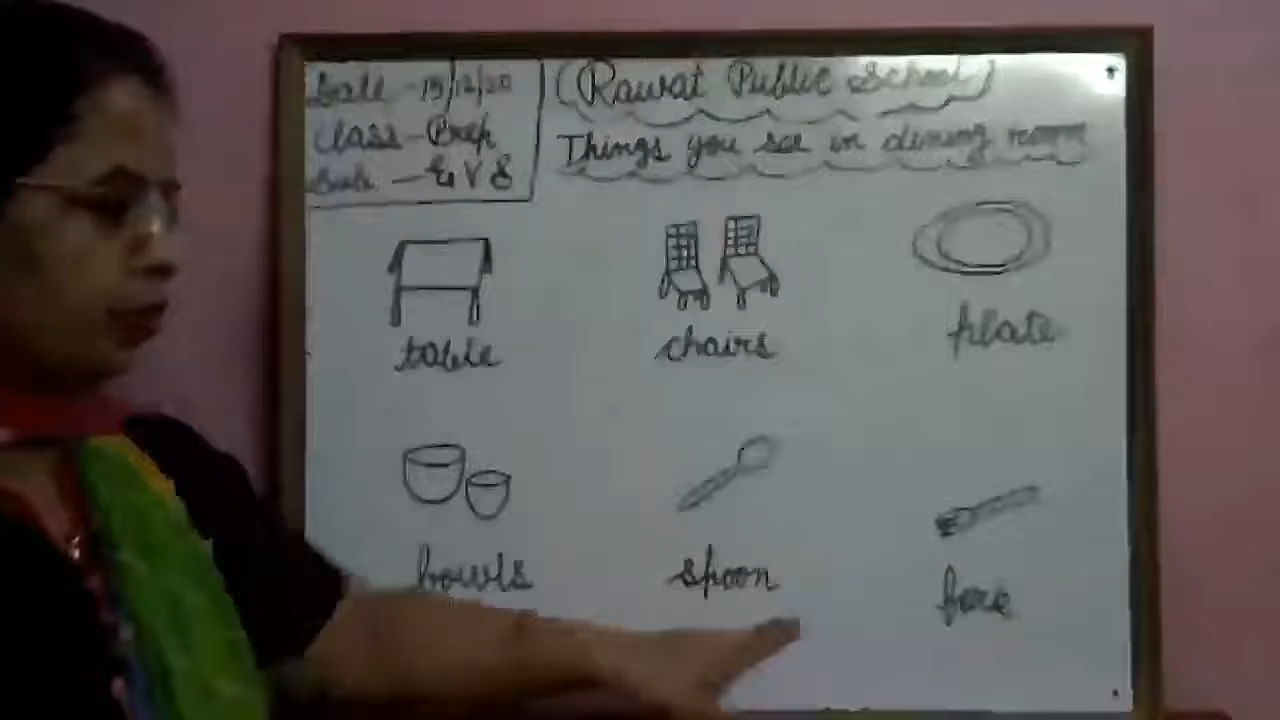 Date - 19/12/20
Class - Prep
Sub - EVS
(Rawat Public School)
Things you see in dining room
table
chairs
plate
bowls
spoon
fork